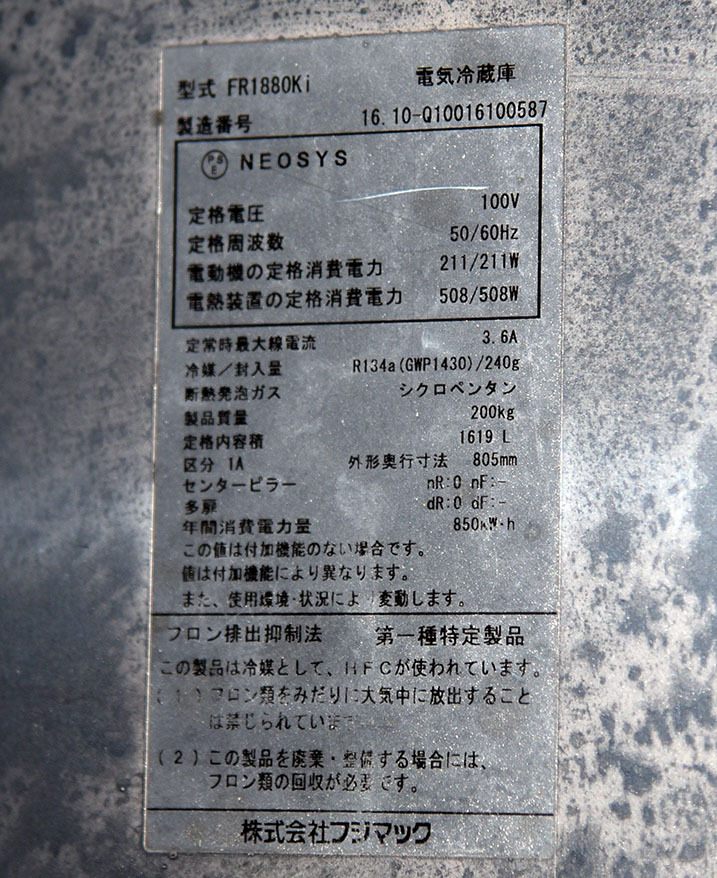 型式 FR1880Ki 電気冷蔵庫
製造番号 16.10-Q10016100587
PSE NEOSYS
定格電圧 100V
定格周波数 50/60Hz
電動機の定格消費電力 211/211W
電熱装置の定格消費電力 508/508W
定常時最大線電流 3.6A
冷媒/封入量 R134a(GWP1430)/240g
断熱発泡ガス シクロペンタン
製品質量 200kg
定格内容積 1619 L
区分 1A 外形奥行寸法 805mm
センターピラー nR:0 nF:-
多扉 dR:0 dF:-
年間消費電力量 850kW·h
この値は付加機能のない場合です。
値は付加機能により異なります。
また、使用環境·状況により変動します。
フロン排出抑制法 第一種特定製品
この製品は冷媒として、HFCが使われています。
(1)フロン類をみだりに大気中に放出すること
は禁じられています
(2)この製品を廃棄・整備する場合には、
フロン類の回収が必要です。
株式会社フジマック